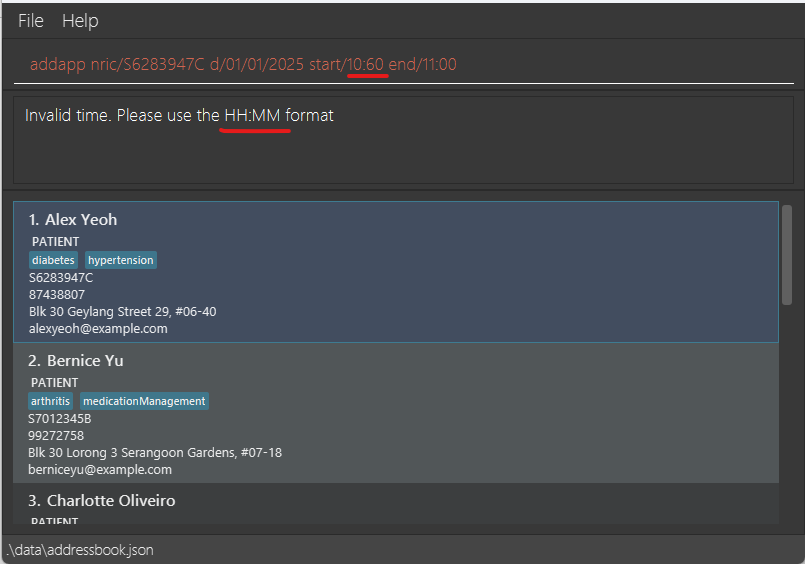 File Help
addapp nric/S6283947C d/01/01/2025 start/10:60 end/11:00
Invalid time. Please use the HH:MM format
1. Alex Yeoh
PATIENT
diabetes hypertension
S6283947C
87438807
Blk 30 Geylang Street 29, #06-40
alexyeoh@example.com
2. Bernice Yu
PATIENT
arthritis medicationManagement
S7012345B
99272758
Blk 30 Lorong 3 Serangoon Gardens, #07-18
berniceyu@example.com
3. Charlotte Oliveiro
PATIENT
.\data\addressbook.json